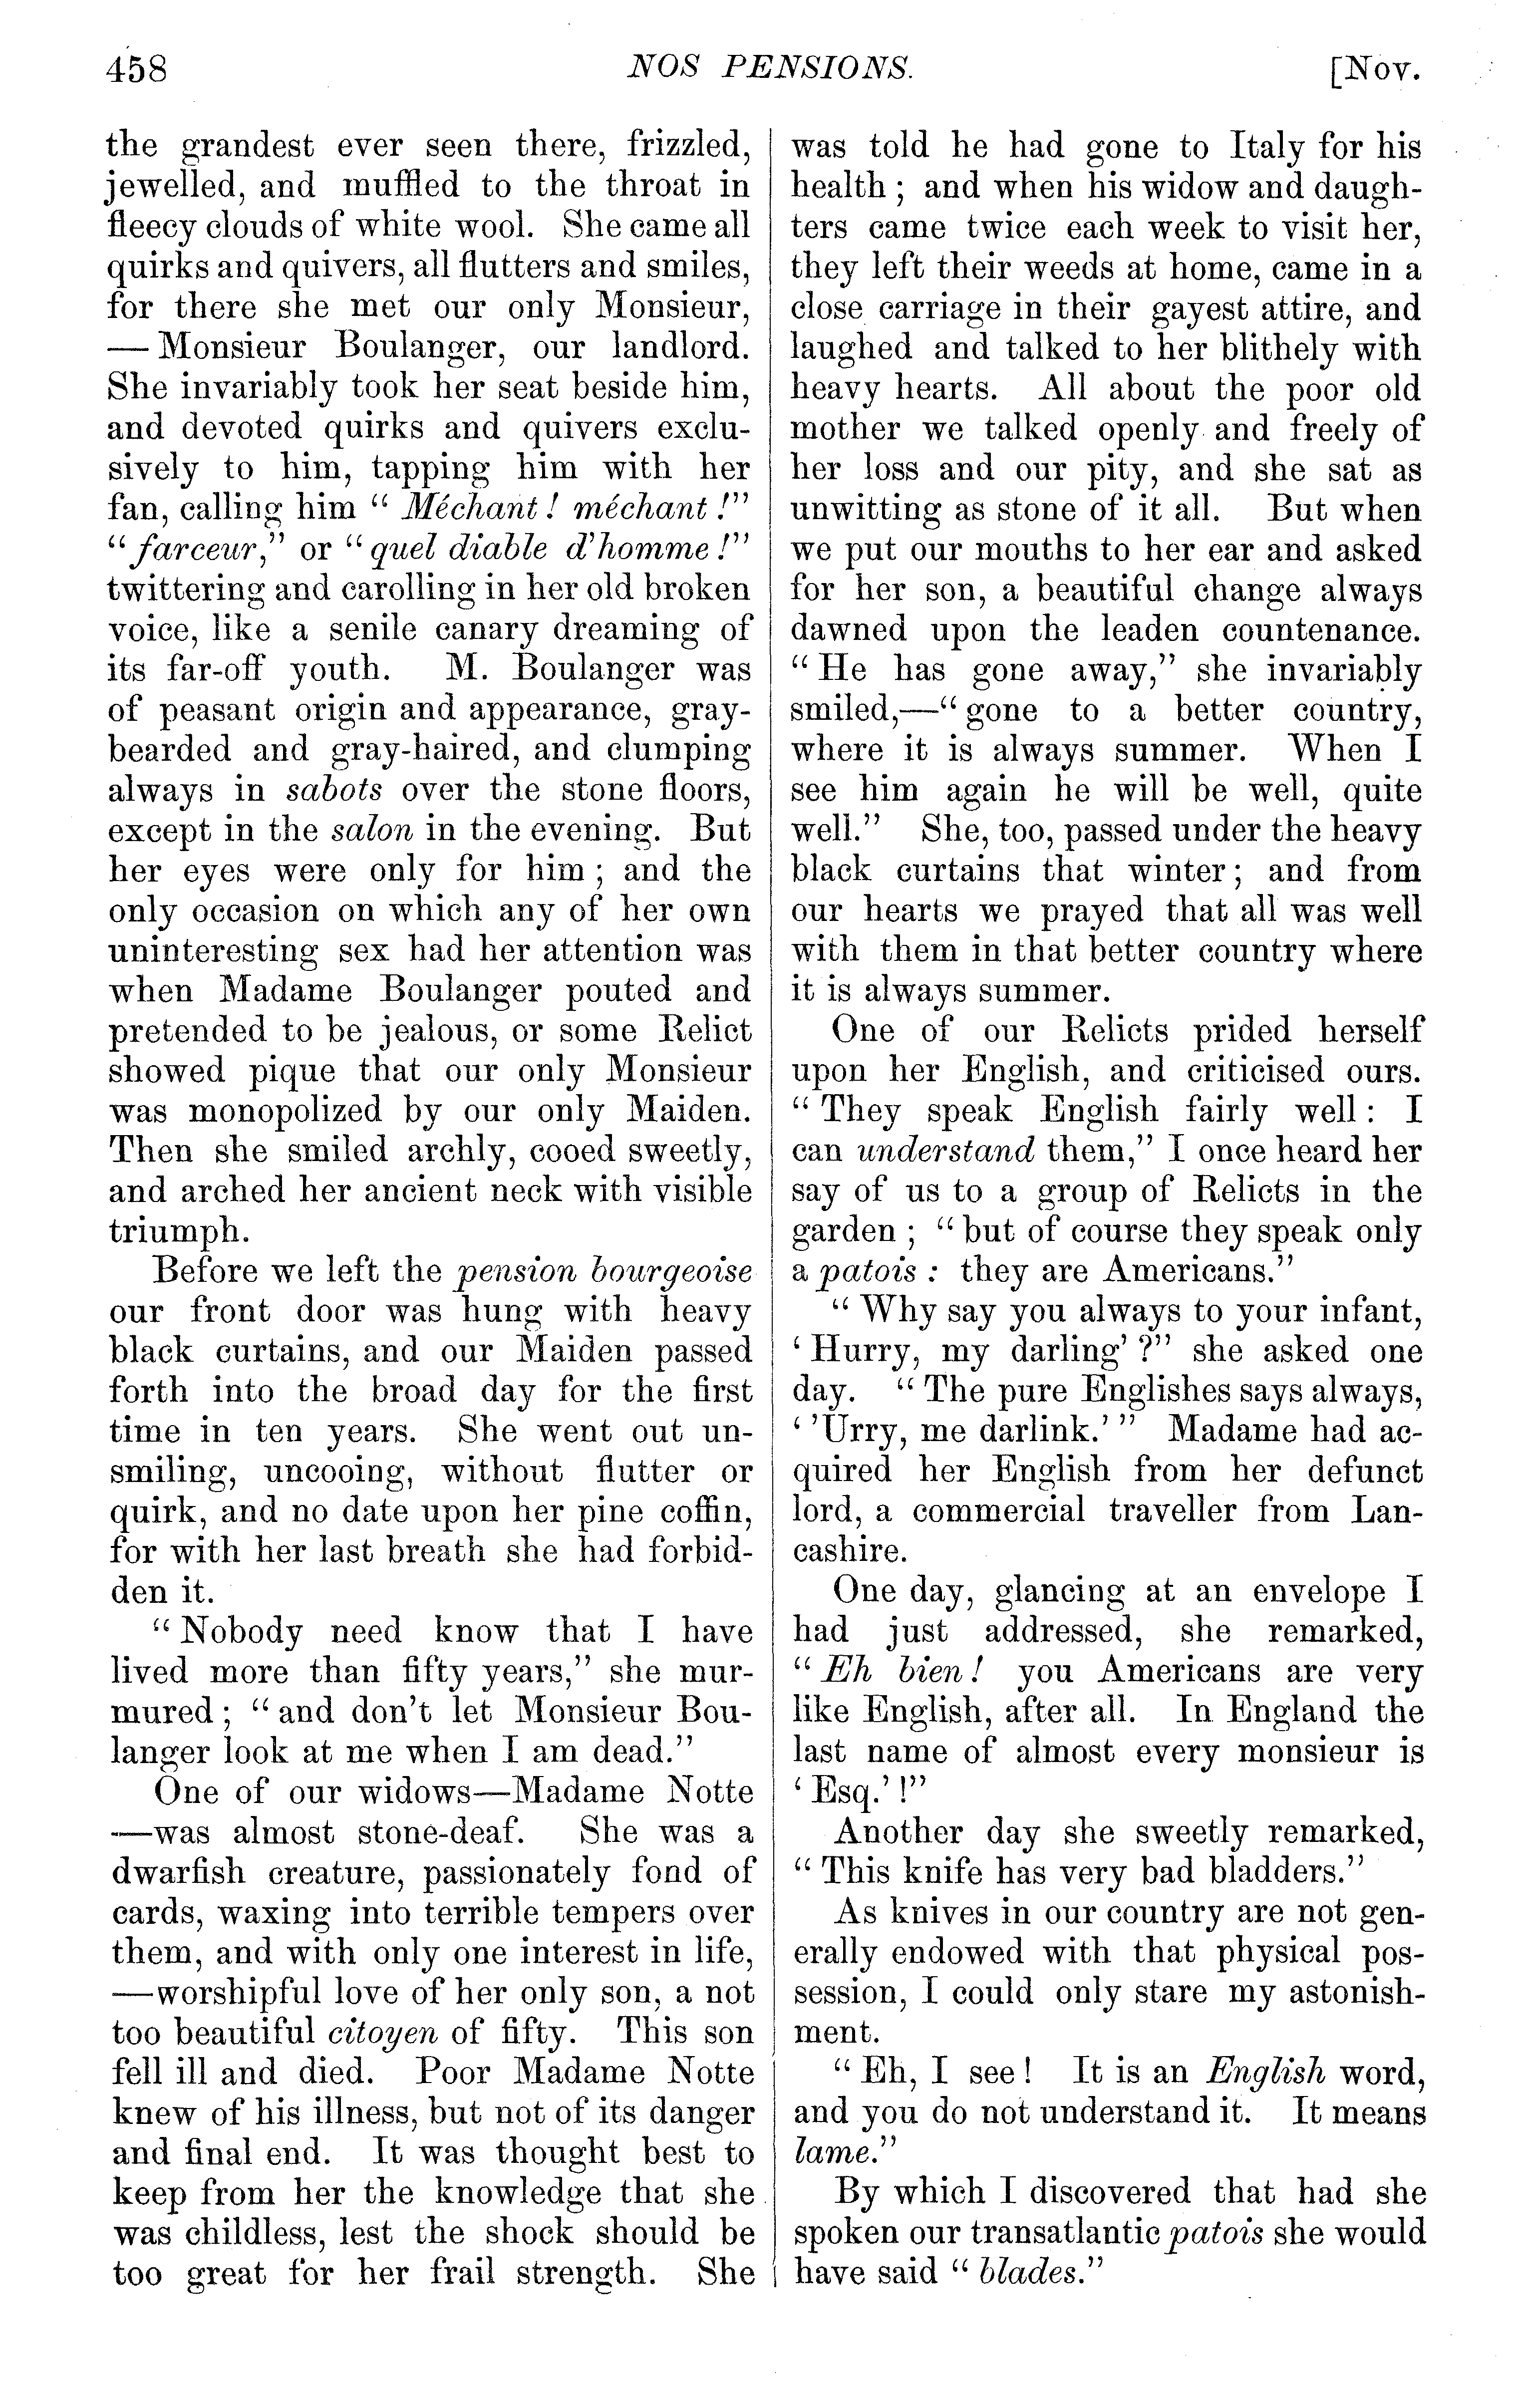 458
NOS PENSIONS.
[Nov.
the grandest ever seen there, frizzled,
jewelled, and muffled to the throat in
fleecy clouds of white wool. She came all
quirks and quivers, all flutters and smiles,
for there she met our only Monsieur,
— Monsieur Boulanger, our landlord.
She invariably took her seat beside him,
and devoted quirks and quivers exclu-
sively to him, tapping him with her
fan, calling him “ Méchant ! méchant !”
“ farceur,” or “ quel diable d’homme !”
twittering and carolling in her old broken
voice, like a senile canary dreaming of
its far-off youth. M. Boulanger was
of peasant origin and appearance, gray-
bearded and gray-haired, and clumping
always in sabots over the stone floors,
except in the salon in the evening. But
her eyes were only for him ; and the
only occasion on which any of her own
uninteresting sex had her attention was
when Madame Boulanger pouted and
pretended to be jealous, or some Relict
showed pique that our only Monsieur
was monopolized by our only Maiden.
Then she smiled archly, cooed sweetly,
and arched her ancient neck with visible
triumph.
Before we left the pension bourgeoise
our front door was hung with heavy
black curtains, and our Maiden passed
forth into the broad day for the first
time in ten years. She went out un-
smiling, uncooing, without flutter or
quirk, and no date upon her pine coffin,
for with her last breath she had forbid-
den it.
“ Nobody need know that I have
lived more than fifty years,” she mur-
mured ; “ and don’t let Monsieur Bou-
langer look at me when I am dead.”
One of our widows—Madame Notte
—was almost stone-deaf. She was a
dwarfish creature, passionately fond of
cards, waxing into terrible tempers over
them, and with only one interest in life,
—worshipful love of her only son, a not
too beautiful citoyen of fifty. This son
fell ill and died. Poor Madame Notte
knew of his illness, but not of its danger
and final end. It was thought best to
keep from her the knowledge that she
was childless, lest the shock should be
too great for her frail strength. She
was told he had gone to Italy for his
health ; and when his widow and daugh-
ters came twice each week to visit her,
they left their weeds at home, came in a
close carriage in their gayest attire, and
laughed and talked to her blithely with
heavy hearts. All about the poor old
mother we talked openly and freely of
her loss and our pity, and she sat as
unwitting as stone of it all. But when
we put our mouths to her ear and asked
for her son, a beautiful change always
dawned upon the leaden countenance.
“ He has gone away,” she invariably
smiled,—“ gone to a better country,
where it is always summer. When I
see him again he will be well, quite
well.” She, too, passed under the heavy
black curtains that winter ; and from
our hearts we prayed that all was well
with them in that better country where
it is always summer.
One of our Relicts prided herself
upon her English, and criticised ours.
“ They speak English fairly well : I
can understand them,” I once heard her
say of us to a group of Relicts in the
garden ; “ but of course they speak only
a patois : they are Americans.”
“ Why say you always to your infant,
‘ Hurry, my darling’ ?” she asked one
day. “ The pure Englishes says always,
‘ ’Urry, me darlink.’ ” Madame had ac-
quired her English from her defunct
lord, a commercial traveller from Lan-
cashire.
One day, glancing at an envelope I
had just addressed, she remarked,
“ Eh bien ! you Americans are very
like English, after all. In England the
last name of almost every monsieur is
‘ Esq.’ !”
Another day she sweetly remarked,
“ This knife has very bad bladders.”
As knives in our country are not gen-
erally endowed with that physical pos-
session, I could only stare my astonish-
ment.
“ Eh, I see ! It is an English word,
and you do not understand it. It means
lame.”
By which I discovered that had she
spoken our transatlantic patois she would
have said “ blades.”